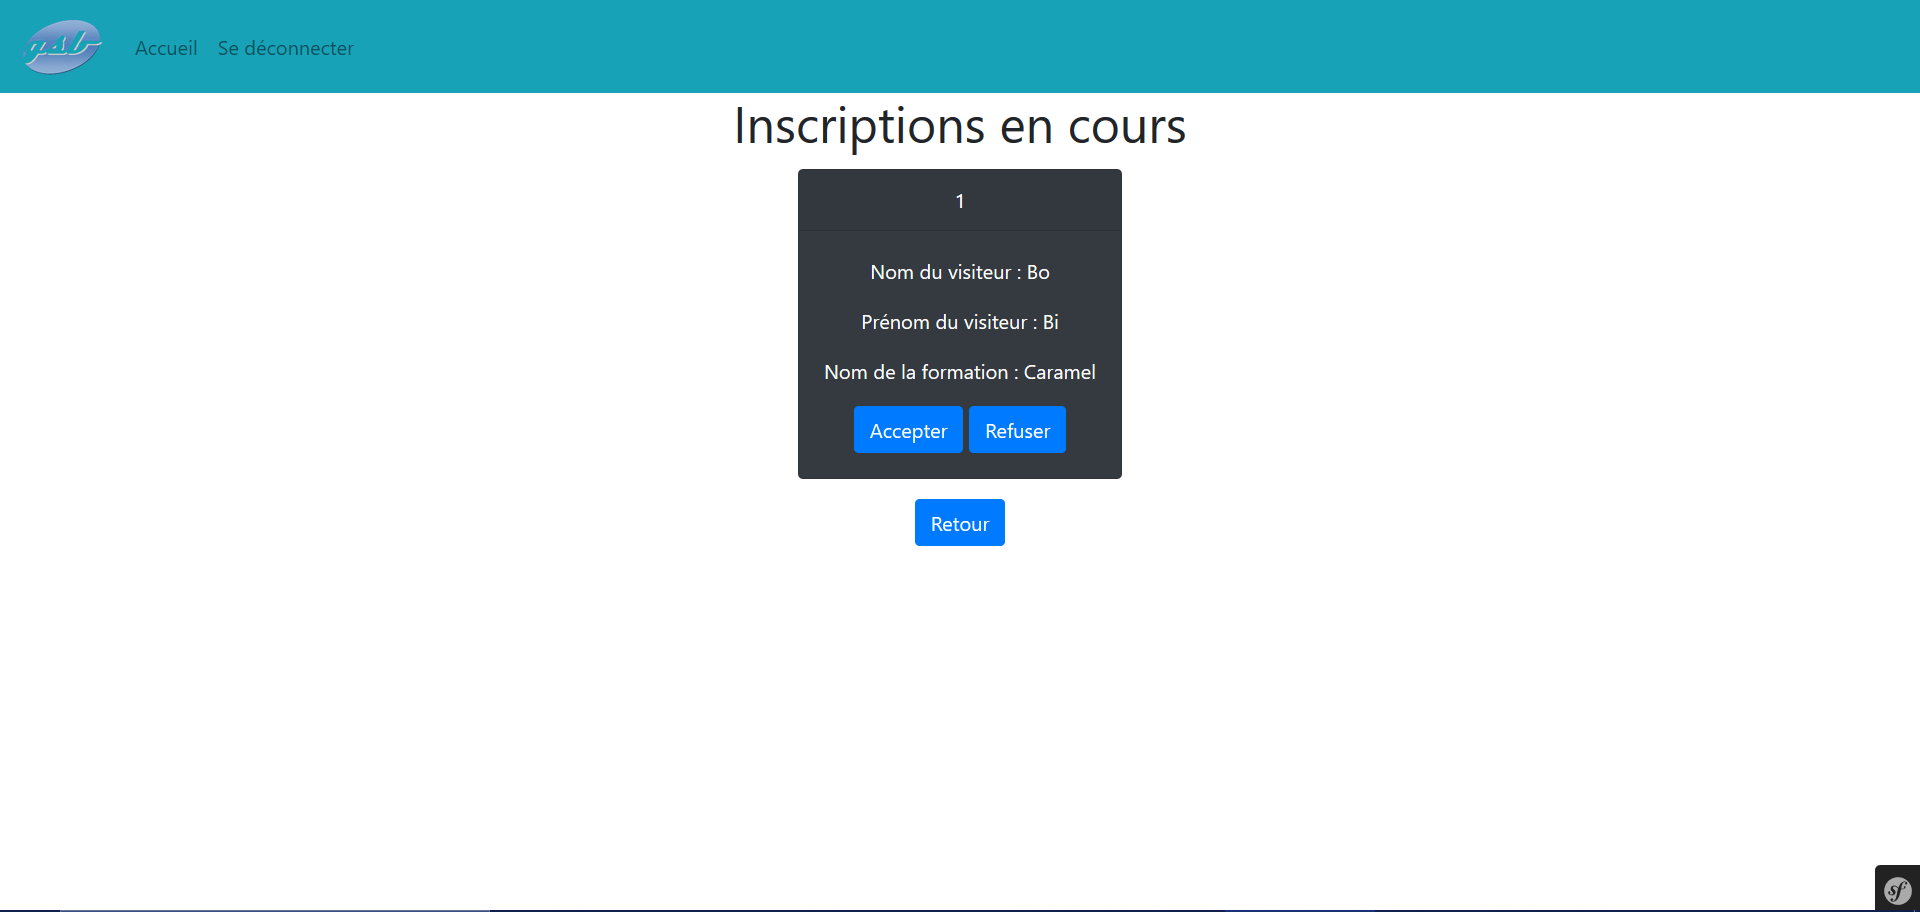 gsb
Accueil Se déconnecter
Inscriptions en cours
1
Nom du visiteur : Bo
Prénom du visiteur : Bi
Nom de la formation : Caramel
Accepter Refuser
Retour
sf